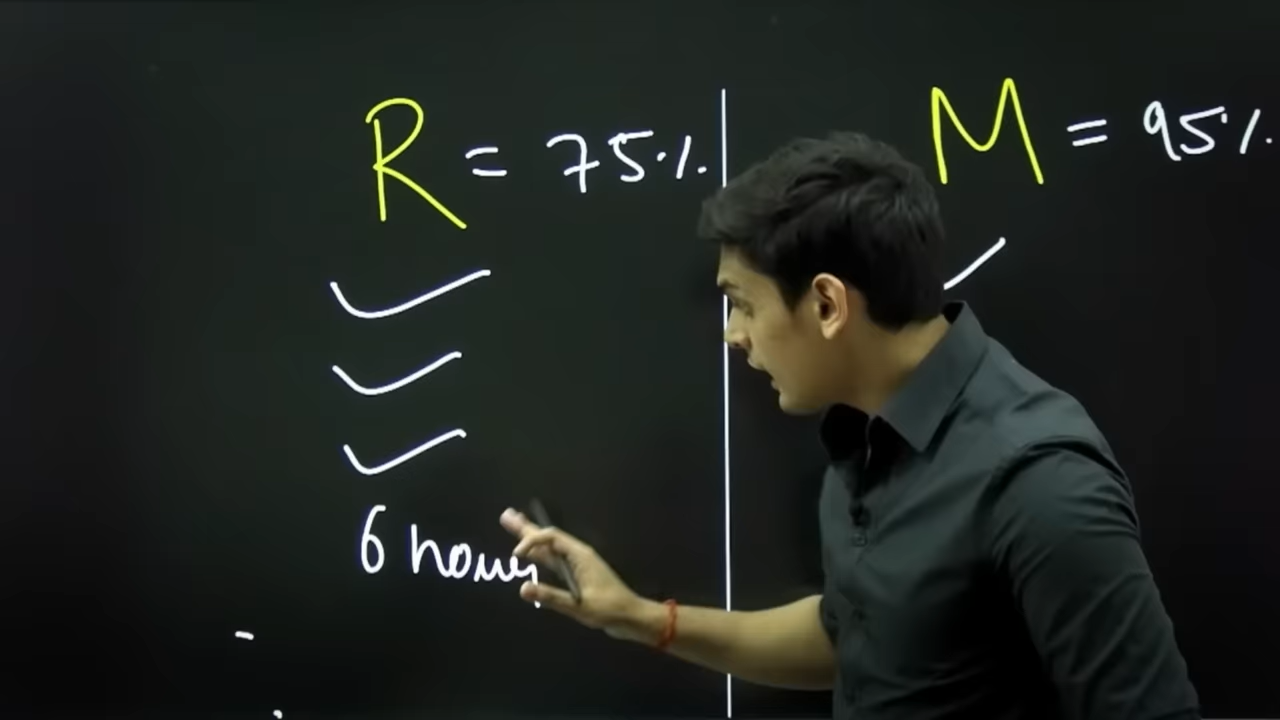 R = 75%
M = 95%
6 hours